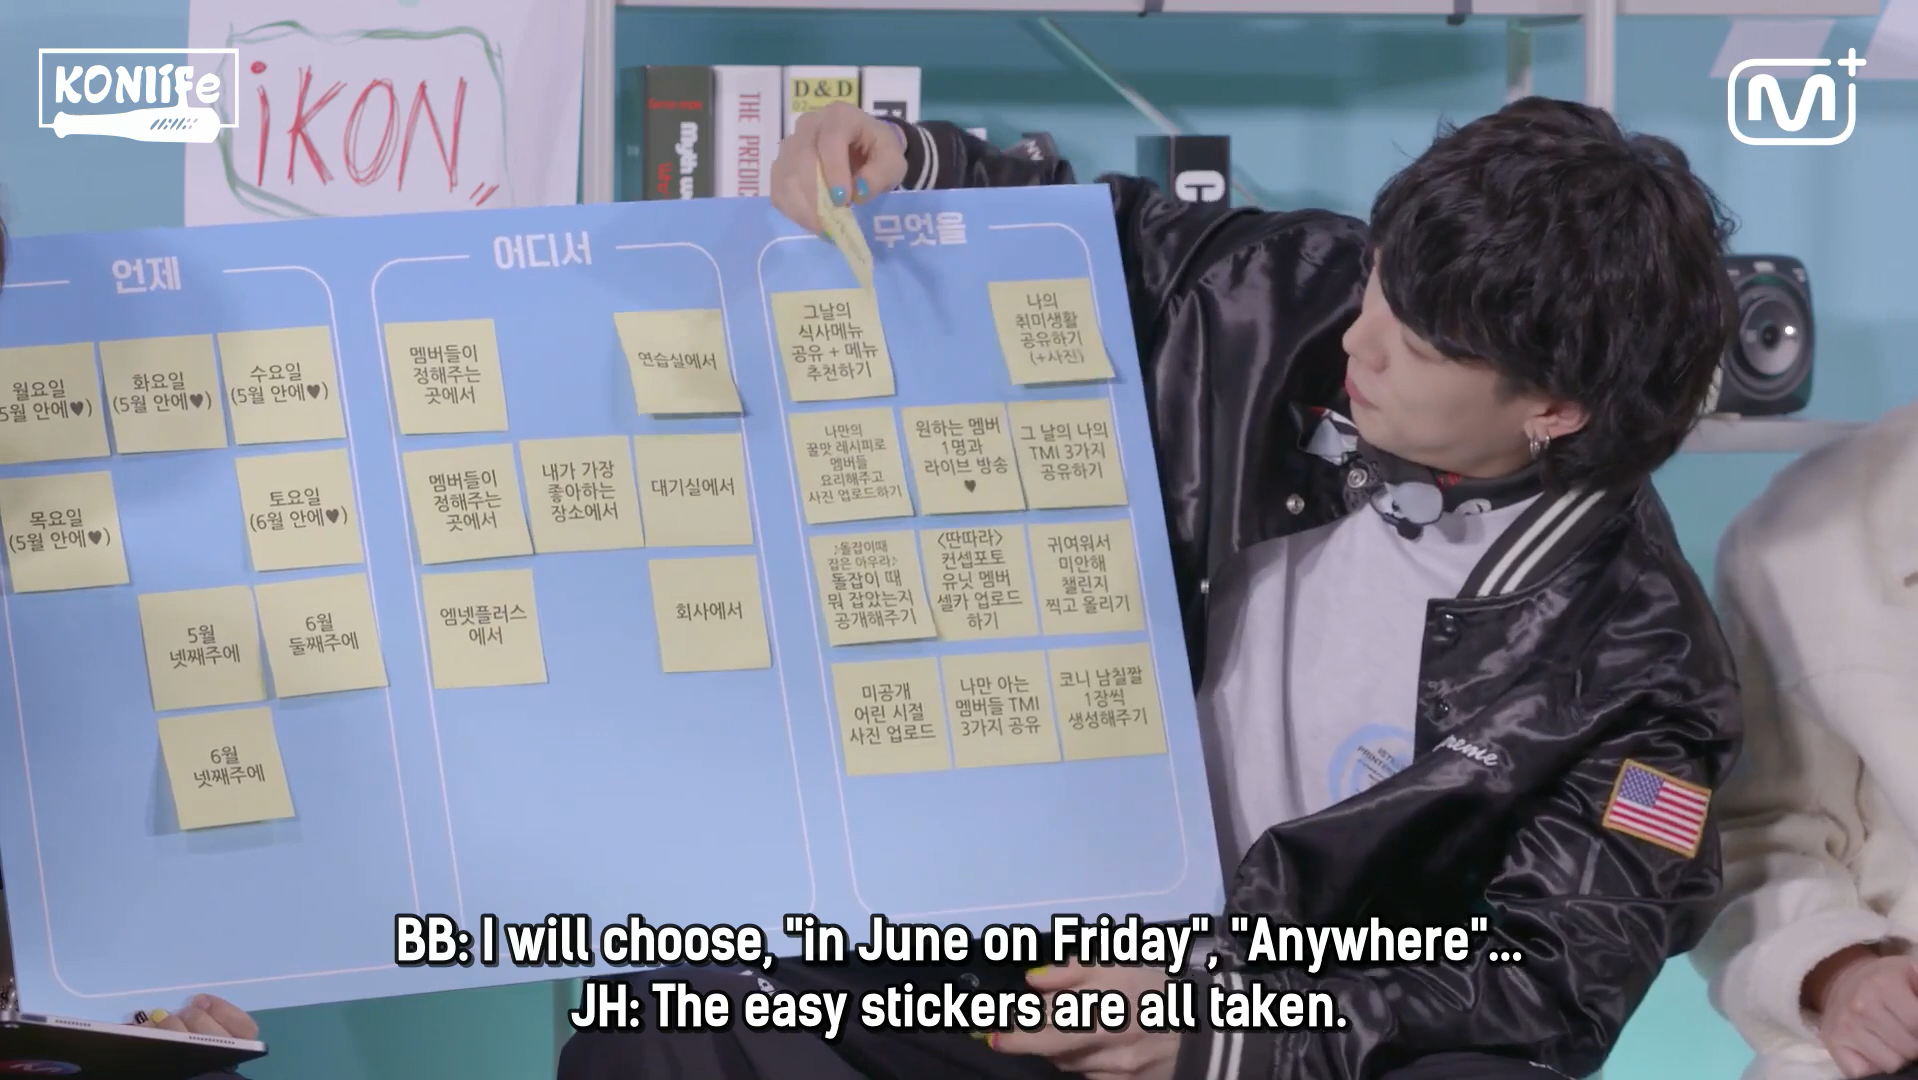 KONlife
iKON
M+
D&D
02
THE PREDIC
Myth
C
언제
월요일
5월 안에♥)
화요일
(5월 안에♥)
수요일
(5월 안에♥)
목요일
(5월 안에♥)
토요일
(6월 안에♥)
5월
넷째주에
6월
둘째주에
6월
넷째주에
어디서
멤버들이
정해주는
곳에서
연습실에서
멤버들이
정해주는
곳에서
내가 가장
좋아하는
장소에서
대기실에서
엠넷플러스
에서
회사에서
무엇을
그날의
식사메뉴
공유 + 메뉴
추천하기
나의
취미생활
공유하기
(+사진)
나만의
꿀맛 레시피로
멤버들
요리해주고
사진 업로드하기
원하는 멤버
1명과
라이브 방송
♥
그 날의 나의
TMI 3가지
공유하기
♪돌잡이때
잡은 아우라♪
돌잡이 때
뭐 잡았는지
공개해주기
<딴따라>
컨셉포토
유닛 멤버
셀카 업로드
하기
귀여워서
미안해
챌린지
찍고 올리기
미공개
어린 시절
사진 업로드
나만 아는
멤버들 TMI
3가지 공유
코니 남칠짤
1장씩
생성해주기
preme
BB: I will choose, "in June on Friday", "Anywhere"...
JH: The easy stickers are all taken.